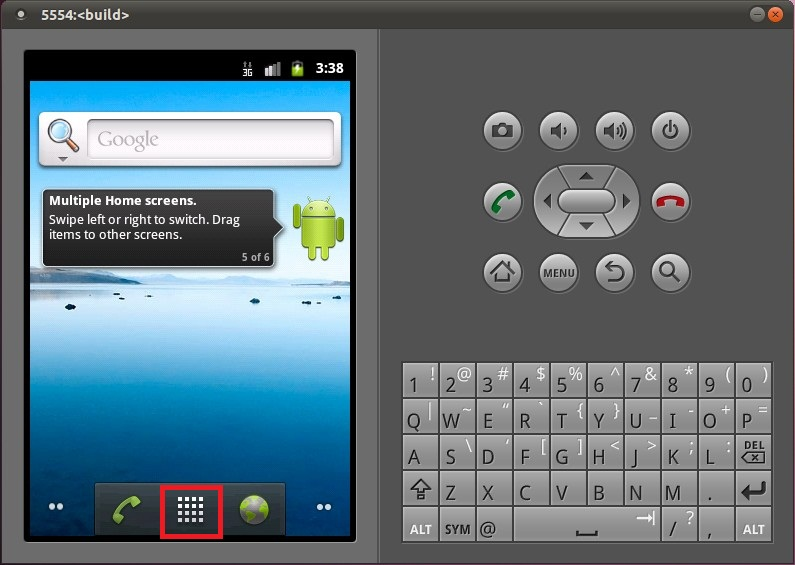 5554:<build>
3G 3:38
Google
Multiple Home screens.
Swipe left or right to switch. Drag
items to other screens.
5 of 6
MENU
1 ! 2 @ 3 # 4 $ 5 % 6 ^ 7 & 8 * 9 ( 0 )
Q | W ~ E “ R ` T { Y } U _ I - O + P =
A S \ D ‘ F [ G ] H < J > K ; L : DEL
Z X C V B N M .
ALT SYM @ / ? , ALT